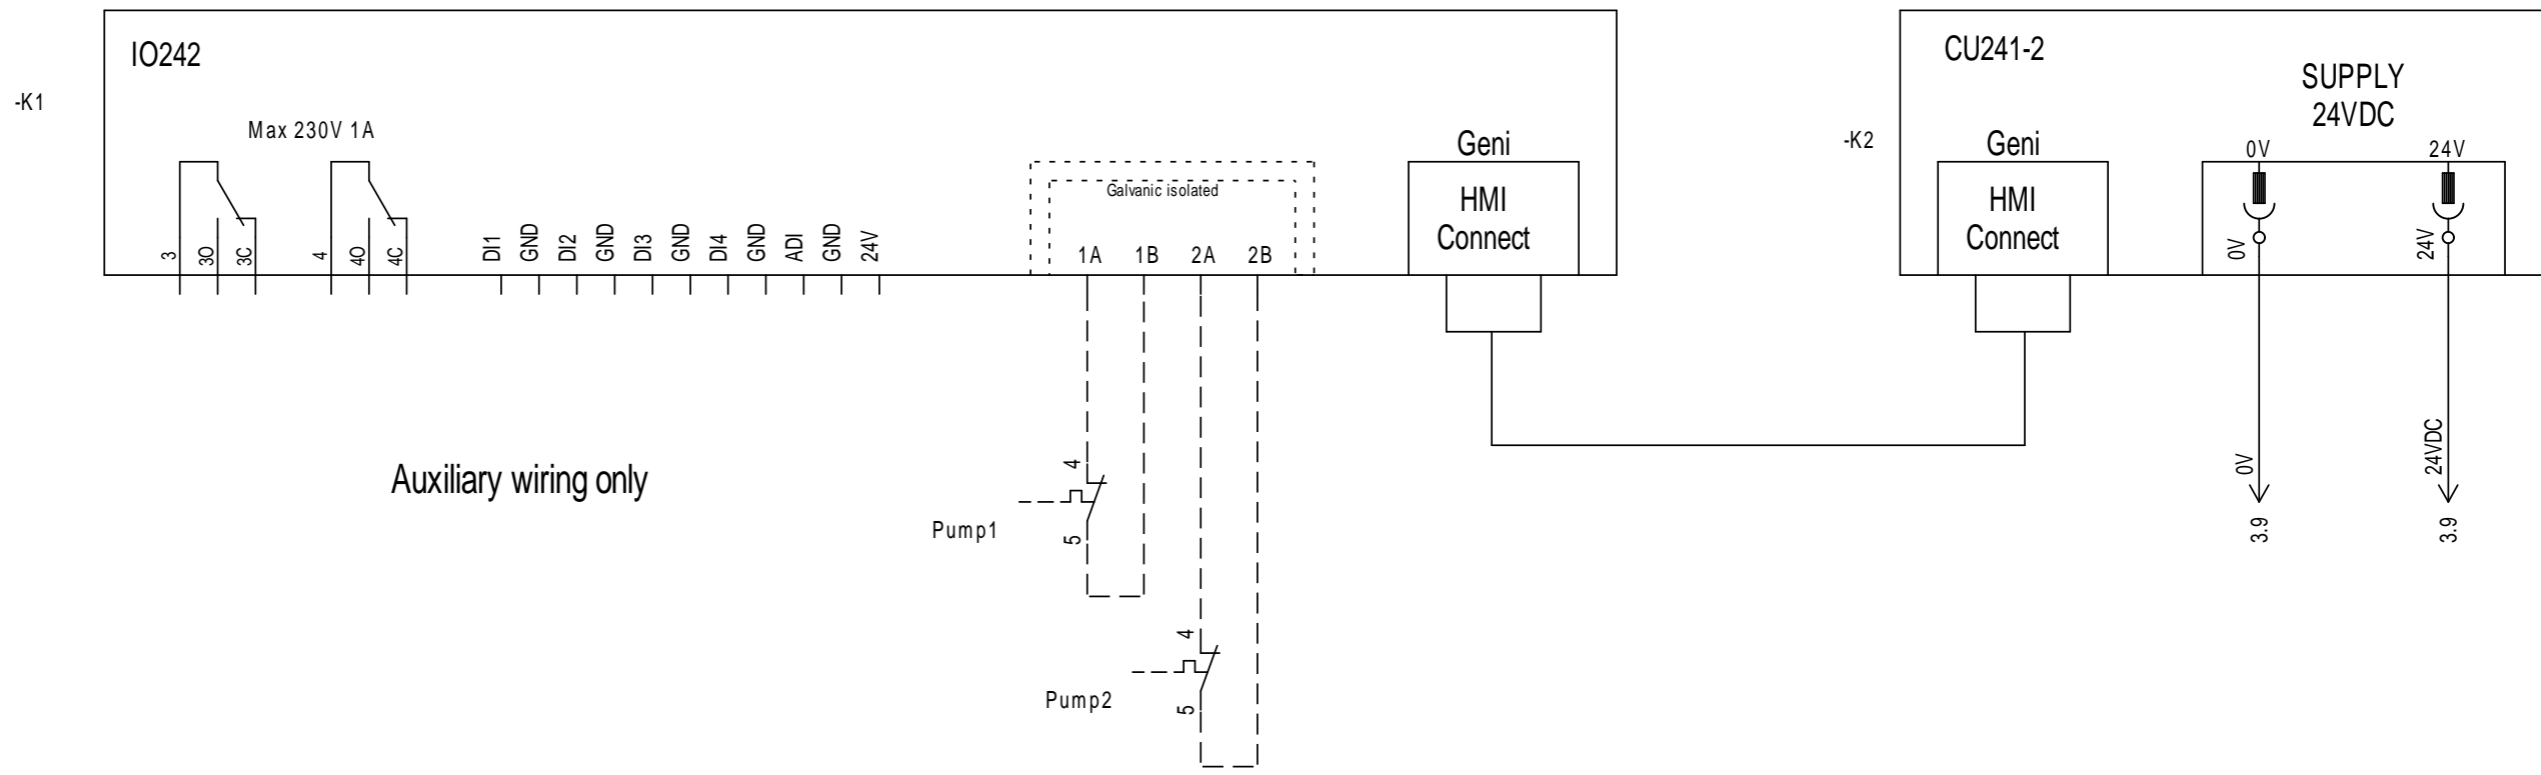 IO242
-K1
Max 230V 1A
3
3O
3C
4
4O
4C
DI1
GND
DI2
GND
DI3
GND
DI4
GND
ADI
GND
24V
Galvanic isolated
1A
1B
2A
2B
Geni
HMI
Connect
CU241-2
-K2
Geni
HMI
Connect
SUPPLY
24VDC
0V
24V
0V
24V
0V
24VDC
3.9
3.9
Auxiliary wiring only
4
Pump1
5
4
Pump2
5